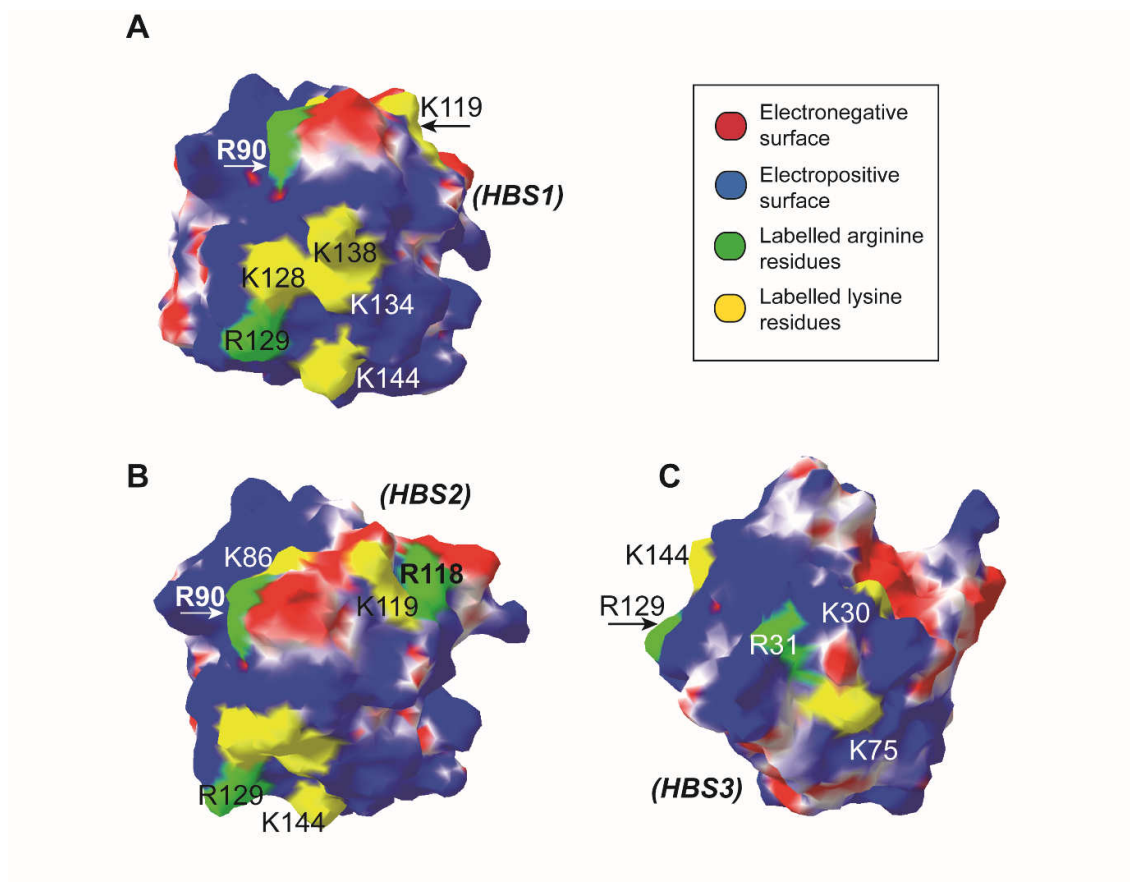 A
K119
R90
(HBS1)
K138
K128
K134
R129
K144
Electronegative
surface
Electropositive
surface
Labelled arginine
residues
Labelled lysine
residues
B
(HBS2)
K86
R90
R118
K119
R129
K144
C
K144
R129
K30
R31
K75
(HBS3)